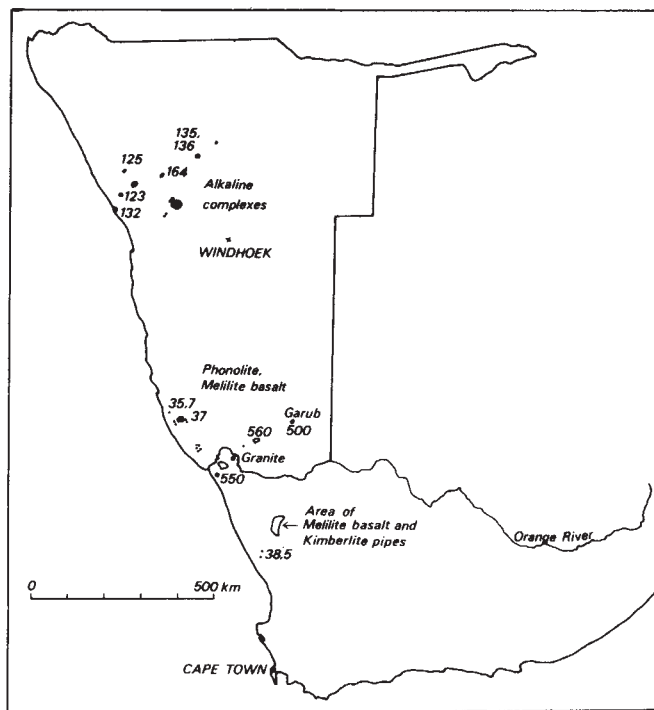 135,
136
125
164
Alkaline
complexes
123
132
WINDHOEK
Phonolite,
Melilite basalt
35,7
37
Garub
560
500
Granite
550
Area of
Melilite basalt and
Kimberlite pipes
Orange River
38,5
0 500 km
CAPE TOWN